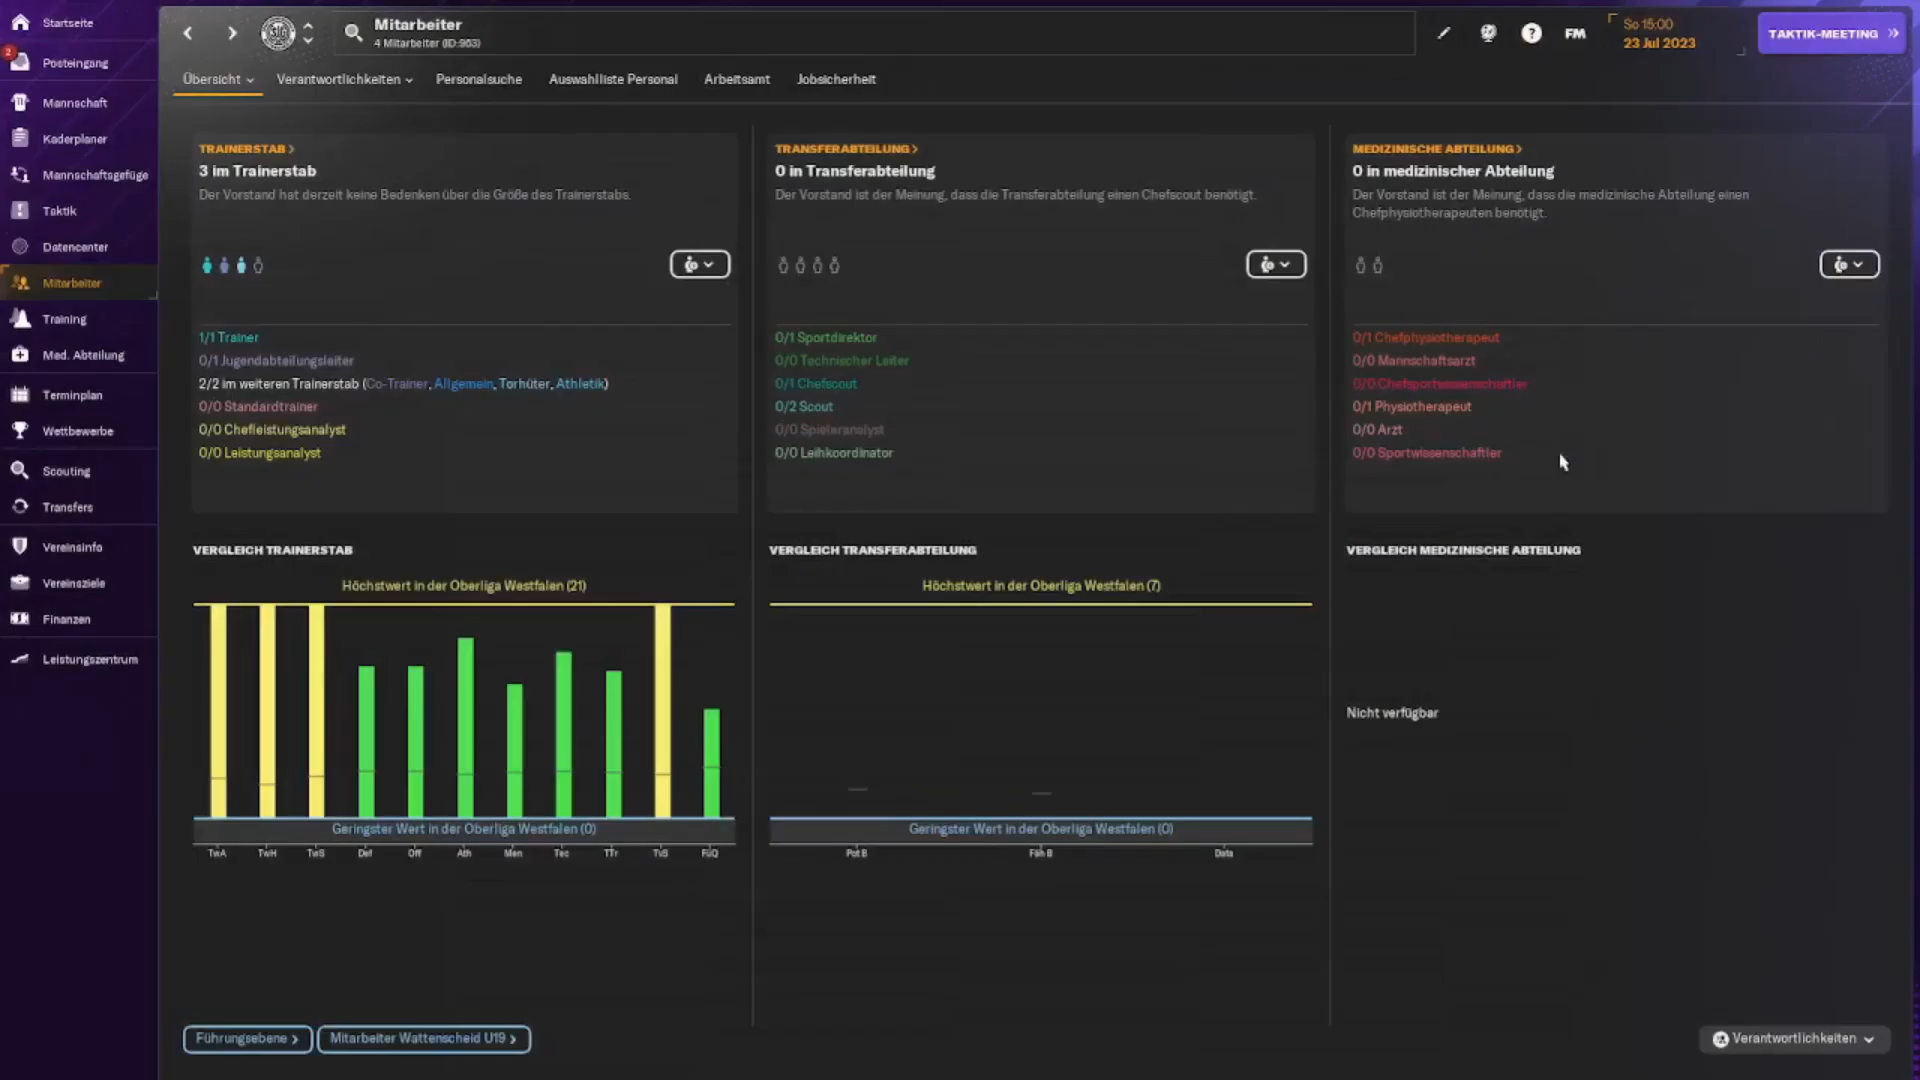 Startseite
2
Posteingang
Mannschaft
Kaderplaner
Mannschaftsgefüge
Taktik
Datencenter
Mitarbeiter
Training
Med. Abteilung
Terminplan
Wettbewerbe
Scouting
Transfers
Vereinsinfo
Vereinsziele
Finanzen
Leistungszentrum
Mitarbeiter
4 Mitarbeiter (ID:963)
FM
So 15:00
23 Jul 2023
TAKTIK-MEETING
Übersicht
Verantwortlichkeiten
Personalsuche
Auswahlliste Personal
Arbeitsamt
Jobsicherheit
TRAINERSTAB >
3 im Trainerstab
Der Vorstand hat derzeit keine Bedenken über die Größe des Trainerstabs.
1/1 Trainer
0/1 Jugendabteilungsleiter
2/2 im weiteren Trainerstab (Co-Trainer, Allgemein, Torhüter, Athletik)
0/0 Standardtrainer
0/0 Chefleistungsanalyst
0/0 Leistungsanalyst
TRANSFERABTEILUNG >
0 in Transferabteilung
Der Vorstand ist der Meinung, dass die Transferabteilung einen Chefscout benötigt.
0/1 Sportdirektor
0/0 Technischer Leiter
0/1 Chefscout
0/2 Scout
0/0 Spieleranalyst
0/0 Leihkoordinator
MEDIZINISCHE ABTEILUNG >
0 in medizinischer Abteilung
Der Vorstand ist der Meinung, dass die medizinische Abteilung einen
Chefphysiotherapeuten benötigt.
0/1 Chefphysiotherapeut
0/0 Mannschaftsarzt
0/0 Chefsportwissenschaftler
0/1 Physiotherapeut
0/0 Arzt
0/0 Sportwissenschaftler
VERGLEICH TRAINERSTAB
Höchstwert in der Oberliga Westfalen (21)
Geringster Wert in der Oberliga Westfalen (0)
TwA TwH TwS Def Off Ath Men Tec TTr TvS FüQ
VERGLEICH TRANSFERABTEILUNG
Höchstwert in der Oberliga Westfalen (7)
Geringster Wert in der Oberliga Westfalen (0)
Pot B Fäh B Data
VERGLEICH MEDIZINISCHE ABTEILUNG
Nicht verfügbar
Führungsebene >
Mitarbeiter Wattenscheid U19 >
Verantwortlichkeiten